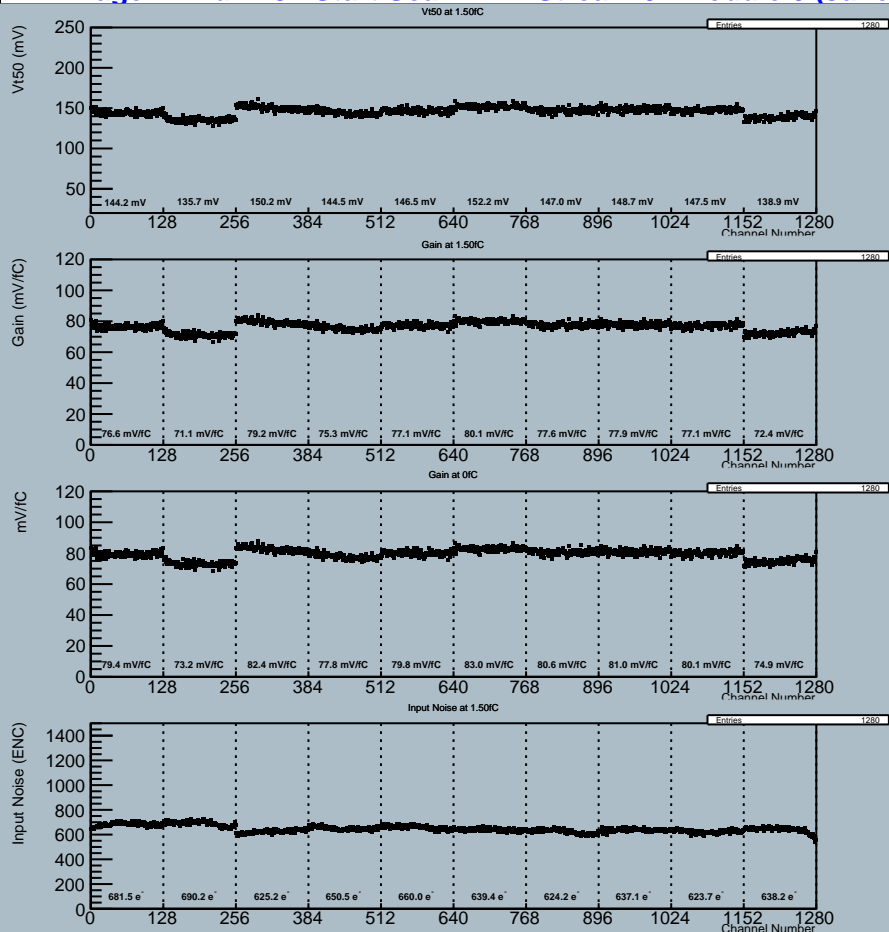 Vt50 at 1.50fC
Entries 1280
Vt50 (mV)
250
200
150
100
50
144.2 mV 135.7 mV 150.2 mV 144.5 mV 146.5 mV 152.2 mV 147.0 mV 148.7 mV 147.5 mV 138.9 mV
0 128 256 384 512 640 768 896 1024 1152 1280
Channel Number
Gain at 1.50fC
Entries 1280
Gain (mV/fC)
120
100
80
60
40
20
0
76.6 mV/fC 71.1 mV/fC 79.2 mV/fC 75.3 mV/fC 77.1 mV/fC 80.1 mV/fC 77.6 mV/fC 77.9 mV/fC 77.1 mV/fC 72.4 mV/fC
0 128 256 384 512 640 768 896 1024 1152 1280
Channel Number
Gain at 0fC
Entries 1280
mV/fC
120
100
80
60
40
20
0
79.4 mV/fC 73.2 mV/fC 82.4 mV/fC 77.8 mV/fC 79.8 mV/fC 83.0 mV/fC 80.6 mV/fC 81.0 mV/fC 80.1 mV/fC 74.9 mV/fC
0 128 256 384 512 640 768 896 1024 1152 1280
Channel Number
Input Noise at 1.50fC
Entries 1280
Input Noise (ENC)
1400
1200
1000
800
600
400
200
0
681.5 e⁻ 690.2 e⁻ 625.2 e⁻ 650.5 e⁻ 660.0 e⁻ 639.4 e⁻ 624.2 e⁻ 637.1 e⁻ 623.7 e⁻ 638.2 e⁻
0 128 256 384 512 640 768 896 1024 1152 1280
Channel Number